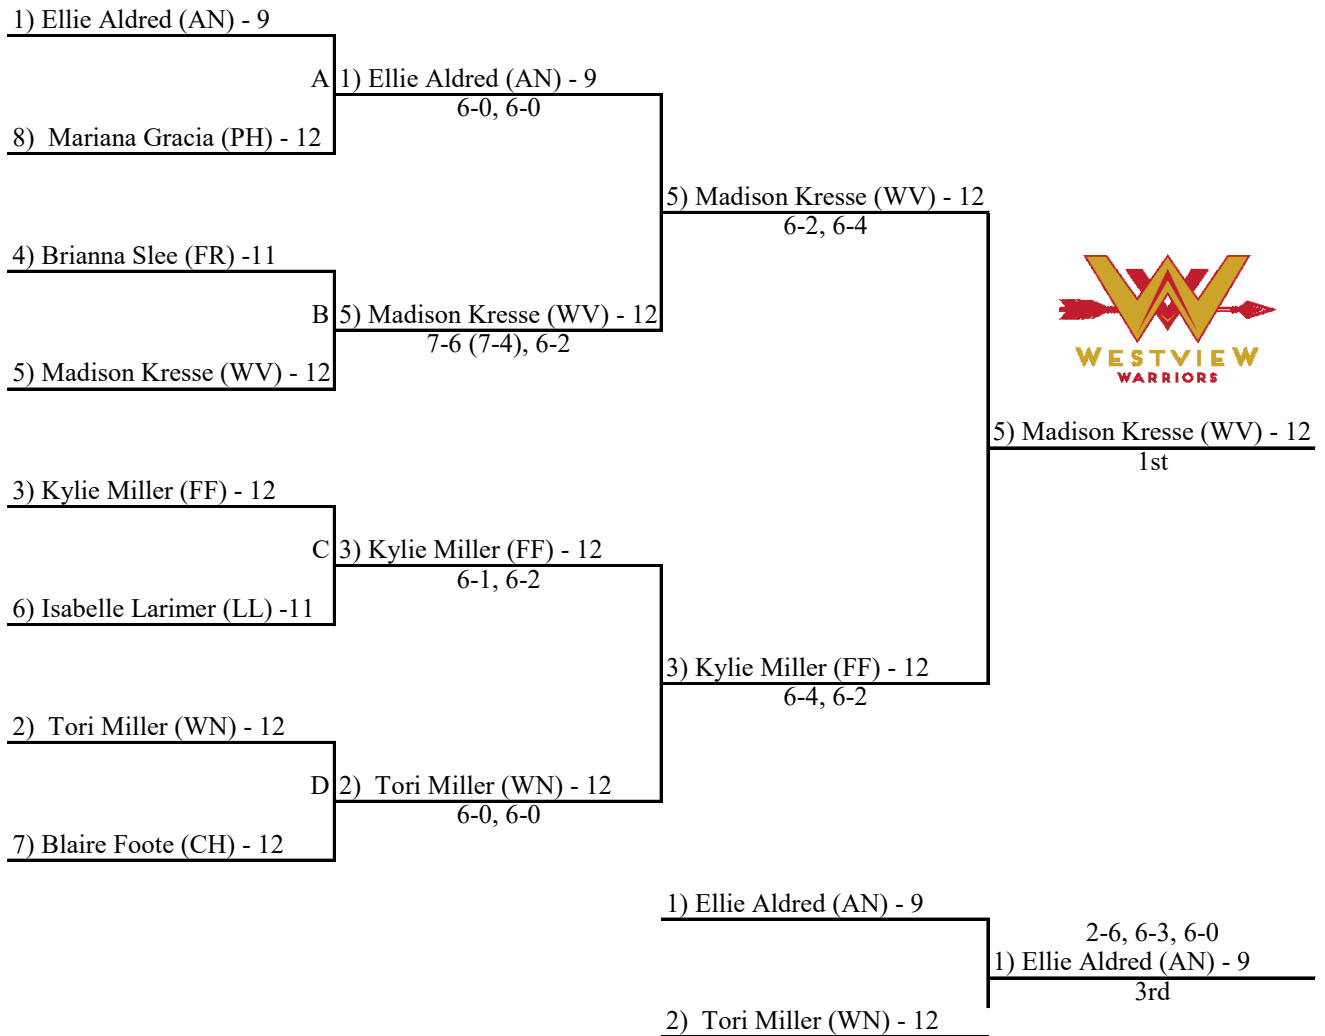 1) Ellie Aldred (AN) - 9
A 1) Ellie Aldred (AN) - 9
6-0, 6-0
8)  Mariana Gracia (PH) - 12
5) Madison Kresse (WV) - 12
6-2, 6-4
4) Brianna Slee (FR) -11
B 5) Madison Kresse (WV) - 12
7-6 (7-4), 6-2
5) Madison Kresse (WV) - 12
WESTVIEW
WARRIORS
5) Madison Kresse (WV) - 12
1st
3) Kylie Miller (FF) - 12
C 3) Kylie Miller (FF) - 12
6-1, 6-2
6) Isabelle Larimer (LL) -11
3) Kylie Miller (FF) - 12
6-4, 6-2
2)  Tori Miller (WN) - 12
D 2)  Tori Miller (WN) - 12
6-0, 6-0
7) Blaire Foote (CH) - 12
1) Ellie Aldred (AN) - 9
2-6, 6-3, 6-0
1) Ellie Aldred (AN) - 9
3rd
2)  Tori Miller (WN) - 12